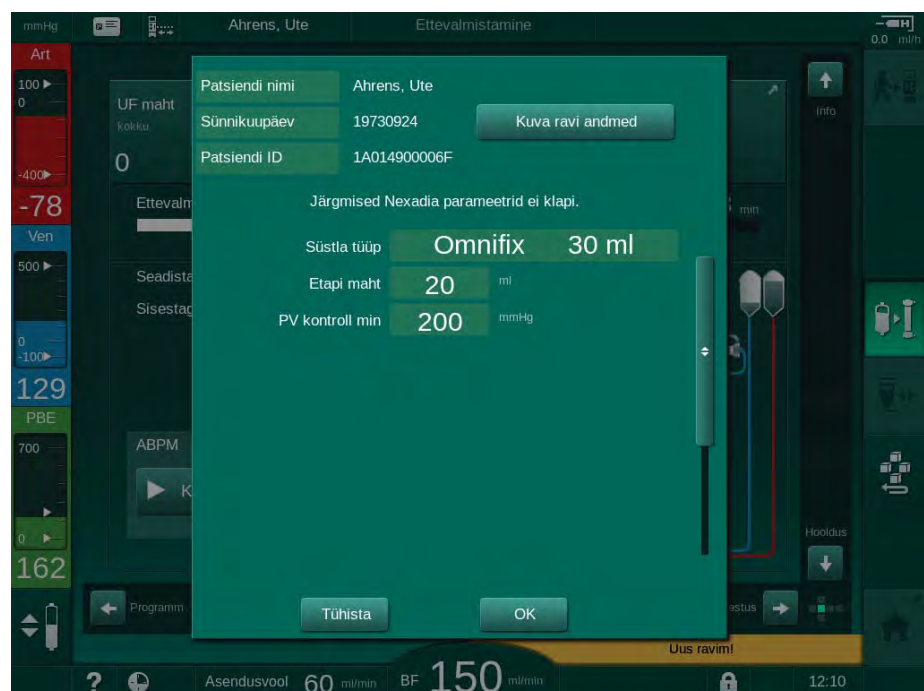 mmHg
Ahrens, Ute
Ettevalmistamine
0.0 ml/h
Art
100
0
-400
-78
Ven
500
0
-100
129
PBE
700
0
162
UF maht
kokku
0
info
Patsiendi nimi Ahrens, Ute
Sünnikuupäev 19730924 Kuva ravi andmed
Patsiendi ID 1A014900006F
Järgmised Nexadia parameetrid ei klapi.
Süstla tüüp Omnifix 30 ml
Etapi maht 20 ml
PV kontroll min 200 mmHg
min
ABPM
Hooldus
Tühista OK
Programm
Uus ravim!
? Asendusvool 60 ml/min BF 150 ml/min 12:10